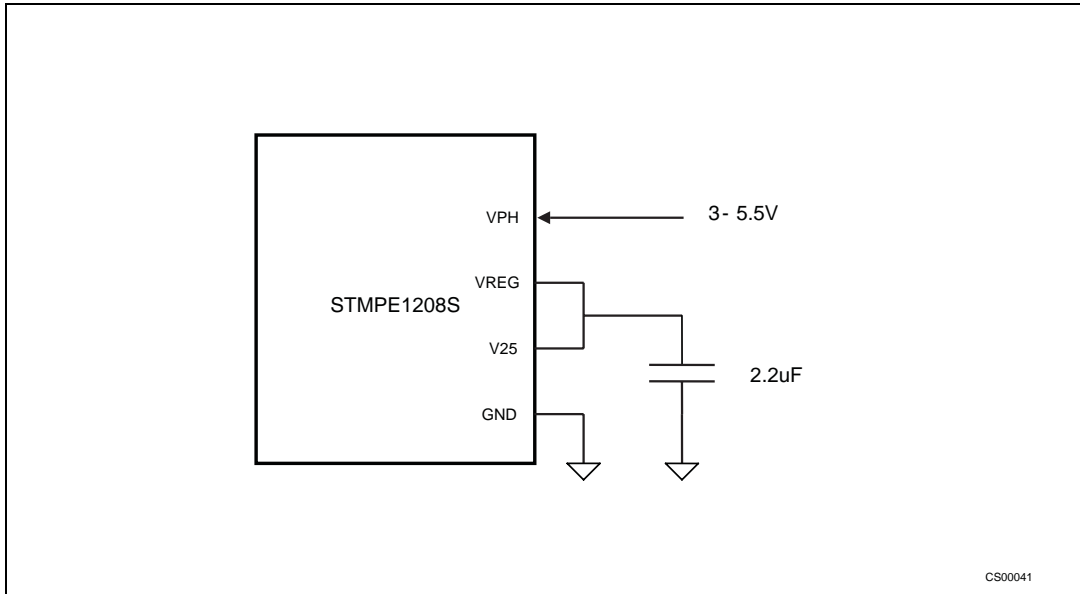 VPH
3- 5.5V
VREG
STMPE1208S
V25
2.2uF
GND
CS00041